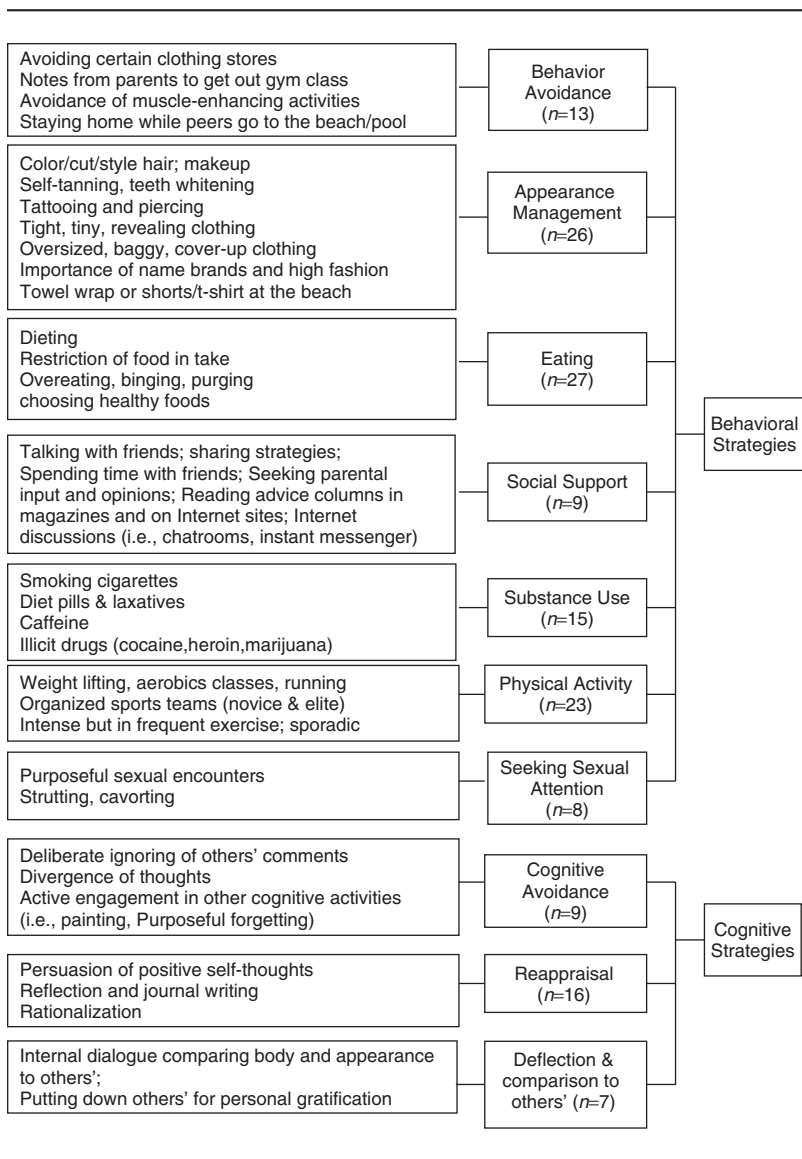 Avoiding certain clothing stores
Notes from parents to get out gym class
Avoidance of muscle-enhancing activities
Staying home while peers go to the beach/pool
Behavior
Avoidance
(n=13)
Color/cut/style hair; makeup
Self-tanning, teeth whitening
Tattooing and piercing
Tight, tiny, revealing clothing
Oversized, baggy, cover-up clothing
Importance of name brands and high fashion
Towel wrap or shorts/t-shirt at the beach
Appearance
Management
(n=26)
Dieting
Restriction of food in take
Overeating, binging, purging
choosing healthy foods
Eating
(n=27)
Behavioral
Strategies
Talking with friends; sharing strategies;
Spending time with friends; Seeking parental
input and opinions; Reading advice columns in
magazines and on Internet sites; Internet
discussions (i.e., chatrooms, instant messenger)
Social Support
(n=9)
Smoking cigarettes
Diet pills & laxatives
Caffeine
Illicit drugs (cocaine,heroin,marijuana)
Substance Use
(n=15)
Weight lifting, aerobics classes, running
Organized sports teams (novice & elite)
Intense but in frequent exercise; sporadic
Physical Activity
(n=23)
Purposeful sexual encounters
Strutting, cavorting
Seeking Sexual
Attention
(n=8)
Deliberate ignoring of others' comments
Divergence of thoughts
Active engagement in other cognitive activities
(i.e., painting, Purposeful forgetting)
Cognitive
Avoidance
(n=9)
Cognitive
Strategies
Persuasion of positive self-thoughts
Reflection and journal writing
Rationalization
Reappraisal
(n=16)
Internal dialogue comparing body and appearance
to others';
Putting down others' for personal gratification
Deflection &
comparison to
others' (n=7)